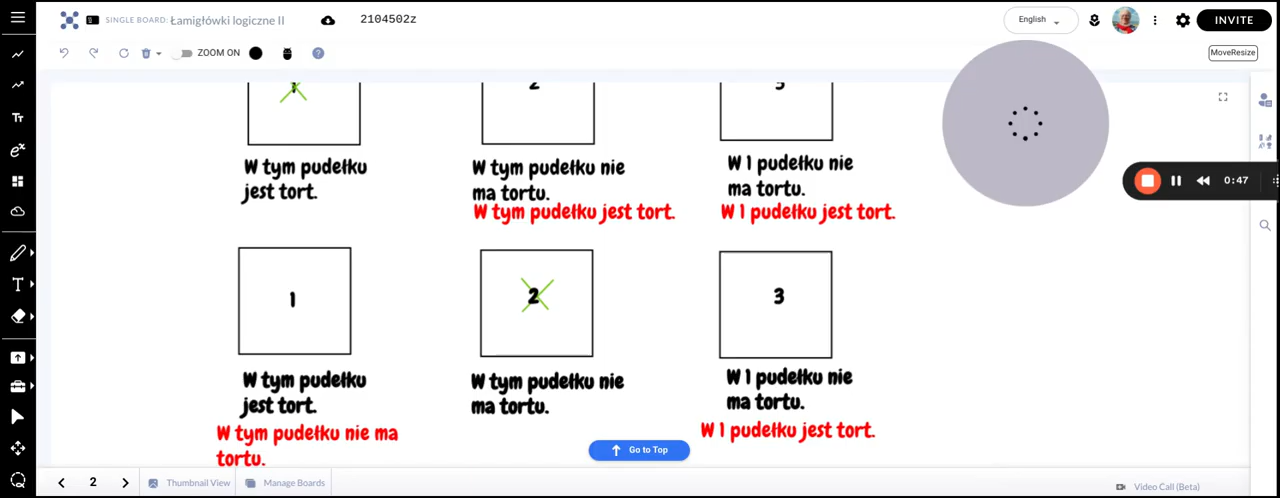 SINGLE BOARD: Łamigłówki logiczne II
2104502z
English
INVITE
ZOOM ON
MoveResize
0:47
1
2
3
W tym pudełku
jest tort.
W tym pudełku nie
ma tortu.
W tym pudełku jest tort.
W 1 pudełku nie
ma tortu.
W 1 pudełku jest tort.
1
2
3
W tym pudełku
jest tort.
W tym pudełku nie ma
tortu.
W tym pudełku nie
ma tortu.
W 1 pudełku nie
ma tortu.
W 1 pudełku jest tort.
Go to Top
2
Thumbnail View
Manage Boards
Video Call (Beta)